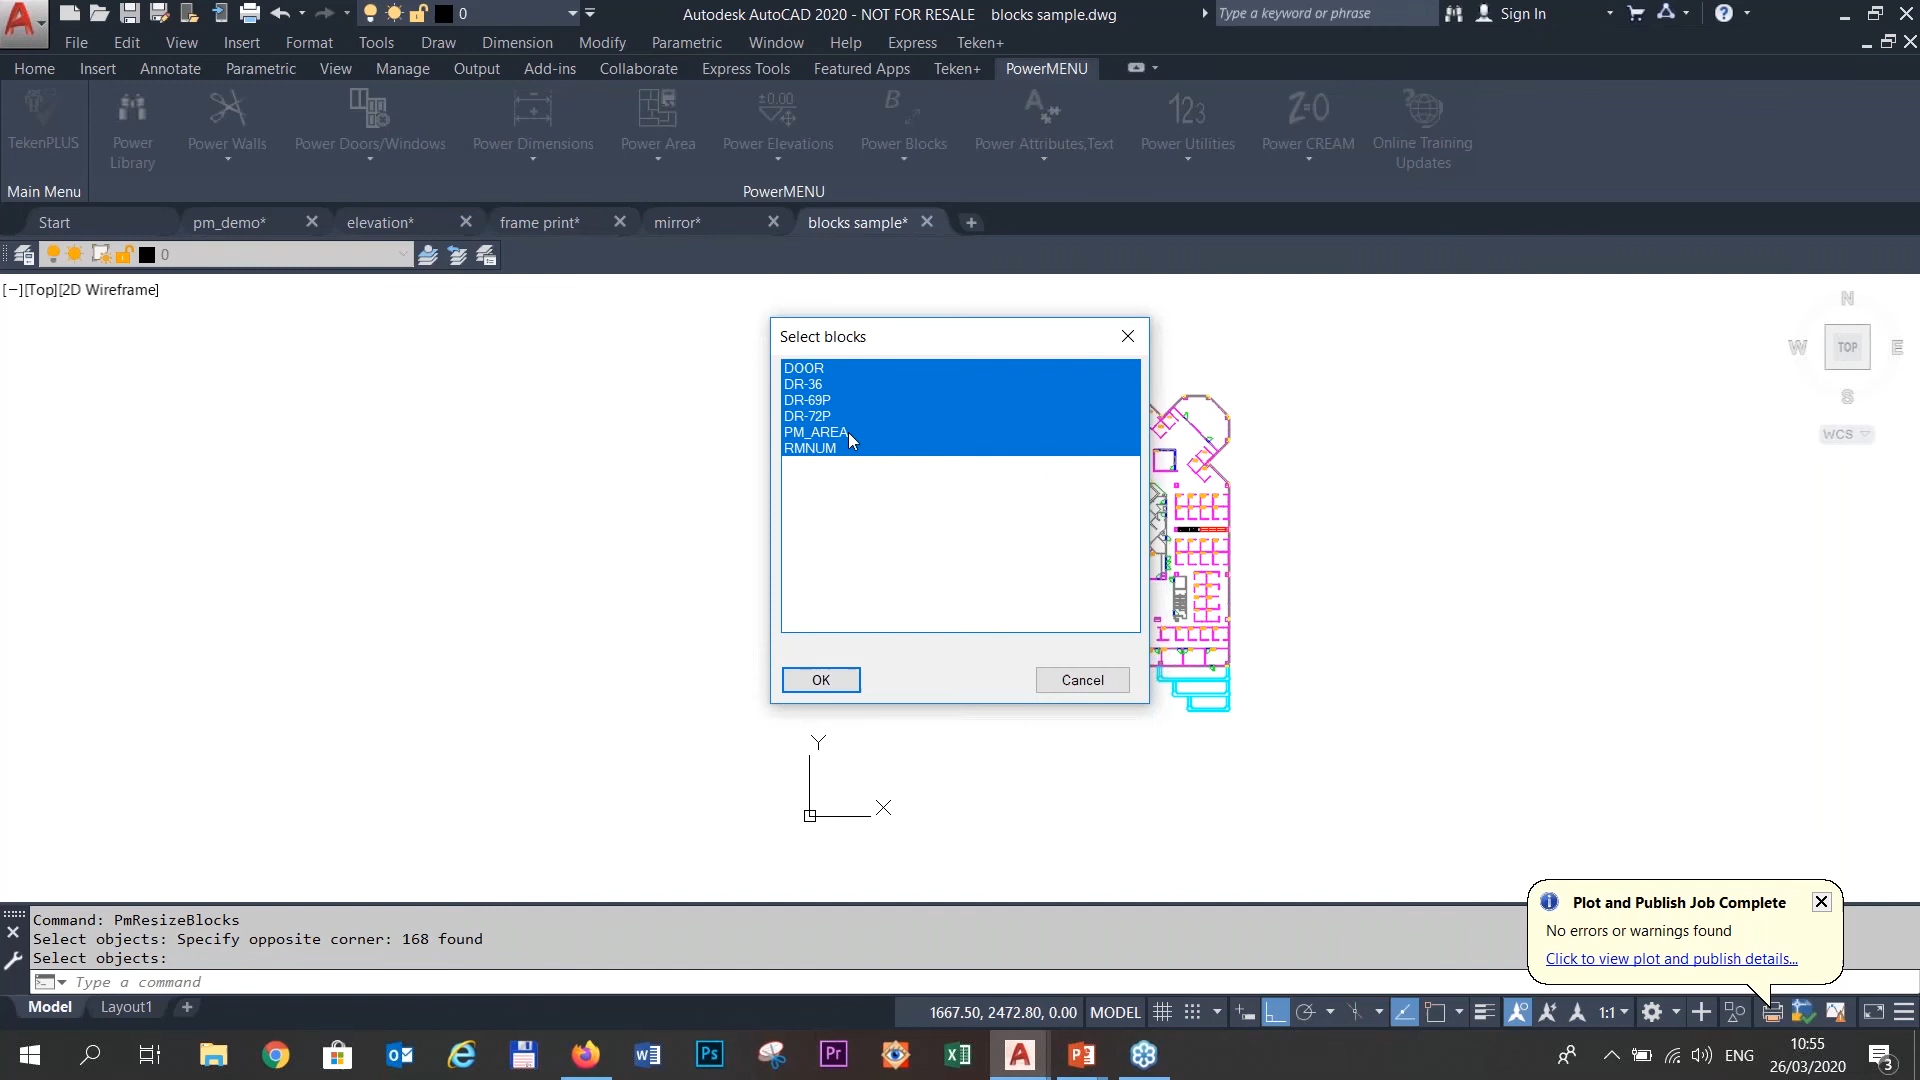 0
Autodesk AutoCAD 2020 - NOT FOR RESALE blocks sample.dwg
Type a keyword or phrase
Sign In
File Edit View Insert Format Tools Draw Dimension Modify Parametric Window Help Express Teken+
Home Insert Annotate Parametric View Manage Output Add-ins Collaborate Express Tools Featured Apps Teken+ PowerMENU
TekenPLUS
Power Library
Power Walls
Power Doors/Windows
±0.00
Power Dimensions
Power Area
Power Elevations
Power Blocks
Power Attributes,Text
123
Power Utilities
Z=0
Power CREAM
Online Training Updates
Main Menu
PowerMENU
Start
pm_demo*
elevation*
frame print*
mirror*
blocks sample*
0
[−][Top][2D Wireframe]
N
W
TOP
E
S
WCS
Select blocks
DOOR
DR-36
DR-69P
DR-72P
PM_AREA
RMNUM
OK
Cancel
Y
X
Command: PmResizeBlocks
Select objects: Specify opposite corner: 168 found
Select objects:
Type a command
Plot and Publish Job Complete
No errors or warnings found
Click to view plot and publish details...
Model
Layout1
1667.50, 2472.80, 0.00
MODEL
1:1
ENG
10:55
26/03/2020
3